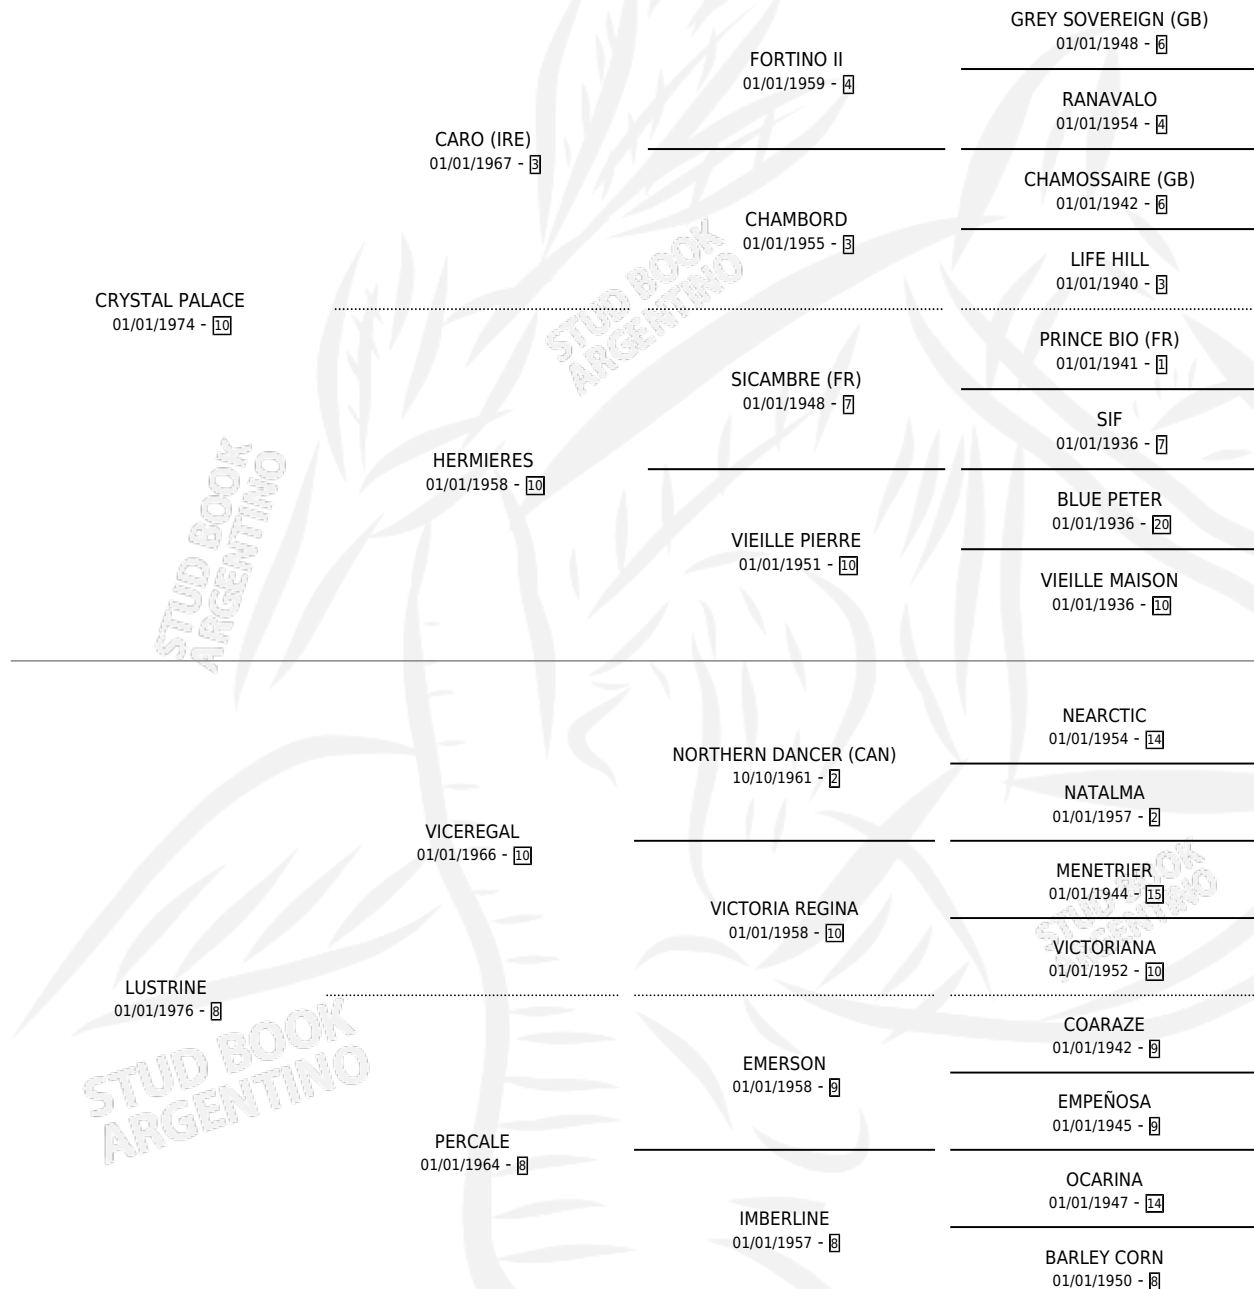 CRYSTAL PALACE
01/01/1974 - 10
CARO (IRE)
01/01/1967 - 3
HERMIERES
01/01/1958 - 10
FORTINO II
01/01/1959 - 4
CHAMBORD
01/01/1955 - 3
SICAMBRE (FR)
01/01/1948 - 7
VIEILLE PIERRE
01/01/1951 - 10
GREY SOVEREIGN (GB)
01/01/1948 - 6
RANAVALO
01/01/1954 - 4
CHAMOSSAIRE (GB)
01/01/1942 - 6
LIFE HILL
01/01/1940 - 3
PRINCE BIO (FR)
01/01/1941 - 1
SIF
01/01/1936 - 7
BLUE PETER
01/01/1936 - 20
VIEILLE MAISON
01/01/1936 - 10
LUSTRINE
01/01/1976 - 8
VICEREGAL
01/01/1966 - 10
PERCALE
01/01/1964 - 8
NORTHERN DANCER (CAN)
10/10/1961 - 2
VICTORIA REGINA
01/01/1958 - 10
EMERSON
01/01/1958 - 9
IMBERLINE
01/01/1957 - 8
NEARCTIC
01/01/1954 - 14
NATALMA
01/01/1957 - 2
MENETRIER
01/01/1944 - 15
VICTORIANA
01/01/1952 - 10
COARAZE
01/01/1942 - 9
EMPEÑOSA
01/01/1945 - 9
OCARINA
01/01/1947 - 14
BARLEY CORN
01/01/1950 - 8
STUD BOOK
ARGENTINO
STUD BOOK
ARGENTINO
STUD BOOK
ARGENTINO
STUD BOOK
ARGENTINO